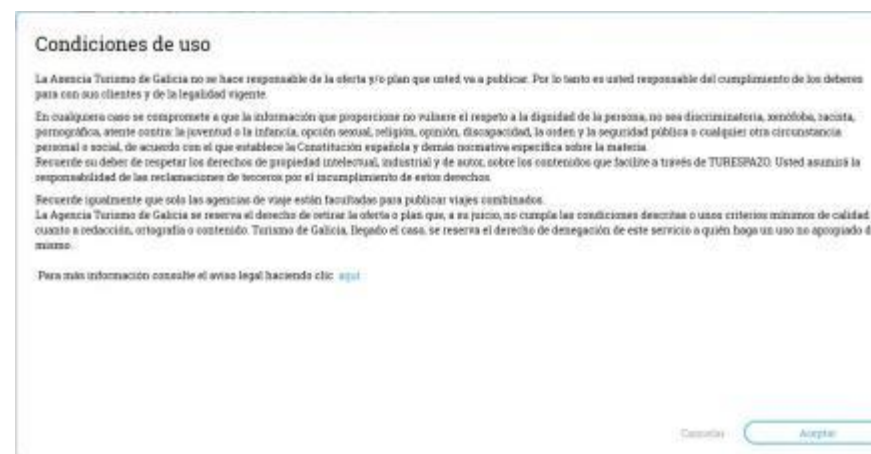 Condiciones de uso
La Asencia Turismo de Galicia no se hace responsable de la oferta y/o plan que usted va a publicar. Por lo tanto es usted responsable del cumplimiento de los deberes
para con sus clientes y de la legalidad vigente.
En cualquiera caso se compromete a que la información que proporcione no vulnere el respeto a la dignidad de la persona, no sea discriminatoria, xenófoba, racista,
pornográfica, atente contra: la juventud o la infancia, opción sexual, religión, opinión, discapacidad, la orden y la seguridad pública o cualquier otra circunstancia
personal o social, de acuerdo con el que establece la Constitución española y demás normativa específica sobre la materia.
Recuerde su deber de respetar los derechos de propiedad intelectual, industrial y de autor, sobre los contenidos que facilite a través de TURESPAZO. Usted asumirá la
responsabilidad de las reclamaciones de terceros por el incumplimiento de estos derechos.
Recuerde igualmente que solo las agencias de viaje están facultadas para publicar viajes combinados.
La Agencia Turismo de Galicia se reserva el derecho de retirar la oferta o plan que, a su juicio, no cumpla las condiciones descritas o unos criterios mínimos de calidad
cuanto a redacción, ortografía o contenido. Turismo de Galicia, llegado el caso, se reserva el derecho de denegación de este servicio a quién haga un uso no apropiado d
mismo.
Para más información consulte el aviso legal haciendo clic aquí
Cancelar Aceptar